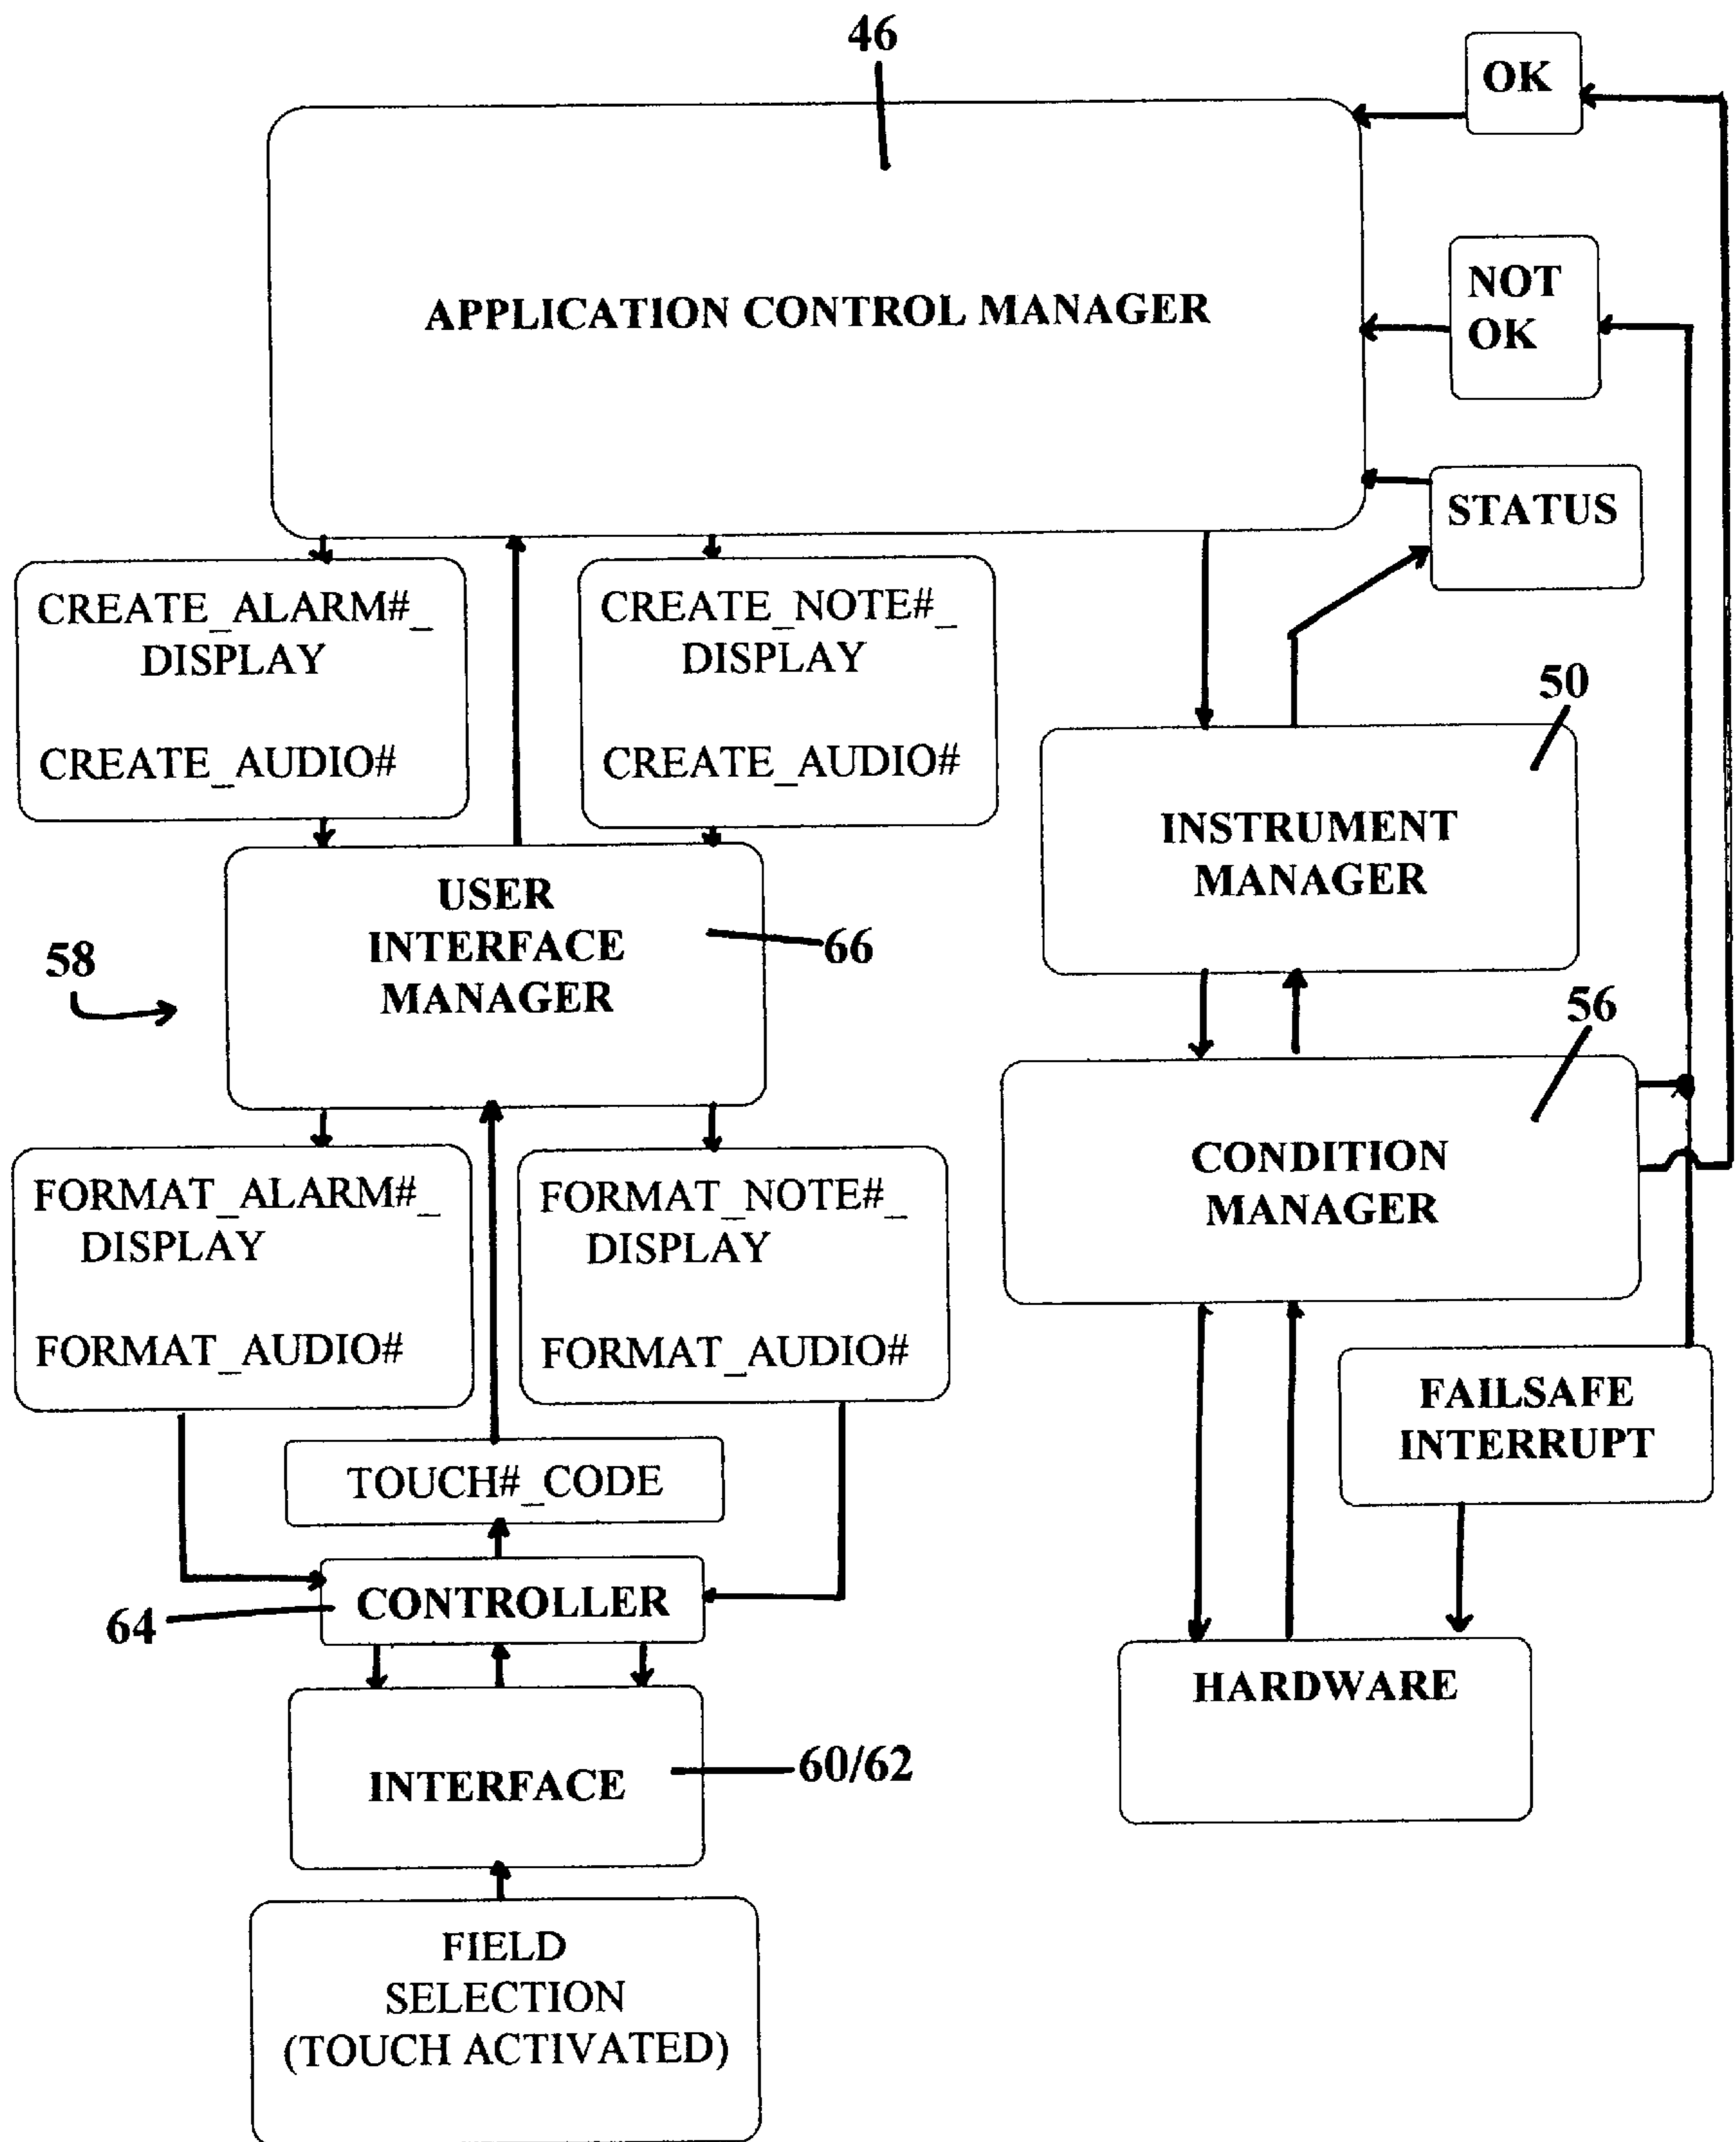 46
OK
APPLICATION CONTROL MANAGER
NOT
OK
STATUS
CREATE_ALARM#_
DISPLAY
CREATE_AUDIO#
CREATE_NOTE#_
DISPLAY
CREATE_AUDIO#
50
INSTRUMENT
MANAGER
USER
INTERFACE
MANAGER
66
58
56
CONDITION
MANAGER
FORMAT_ALARM#_
DISPLAY
FORMAT_AUDIO#
FORMAT_NOTE#_
DISPLAY
FORMAT_AUDIO#
FAILSAFE
INTERRUPT
TOUCH#_CODE
CONTROLLER
64
HARDWARE
INTERFACE
60/62
FIELD
SELECTION
(TOUCH ACTIVATED)